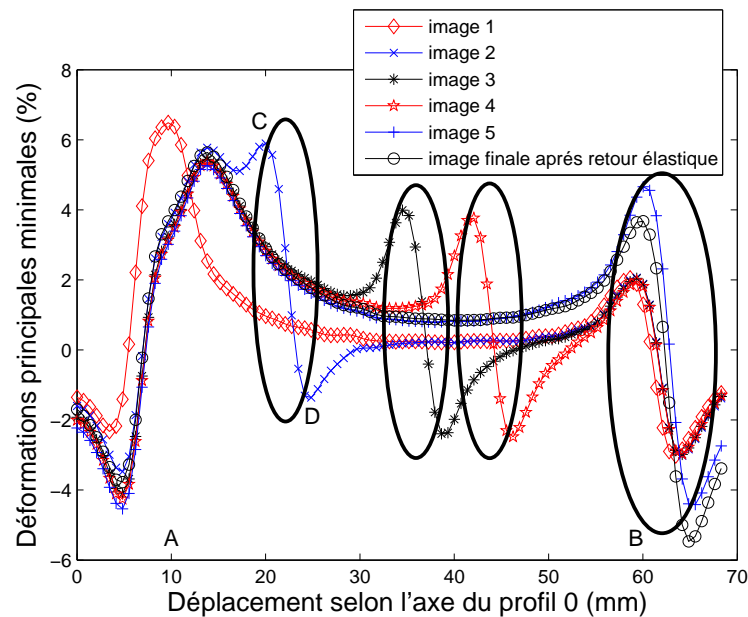 image 1
image 2
image 3
image 4
image 5
image finale aprés retour élastique
Déformations principales minimales (%)
8
6
4
2
0
-2
-4
-6
C
D
A
B
0 10 20 30 40 50 60 70
Déplacement selon l'axe du profil 0 (mm)